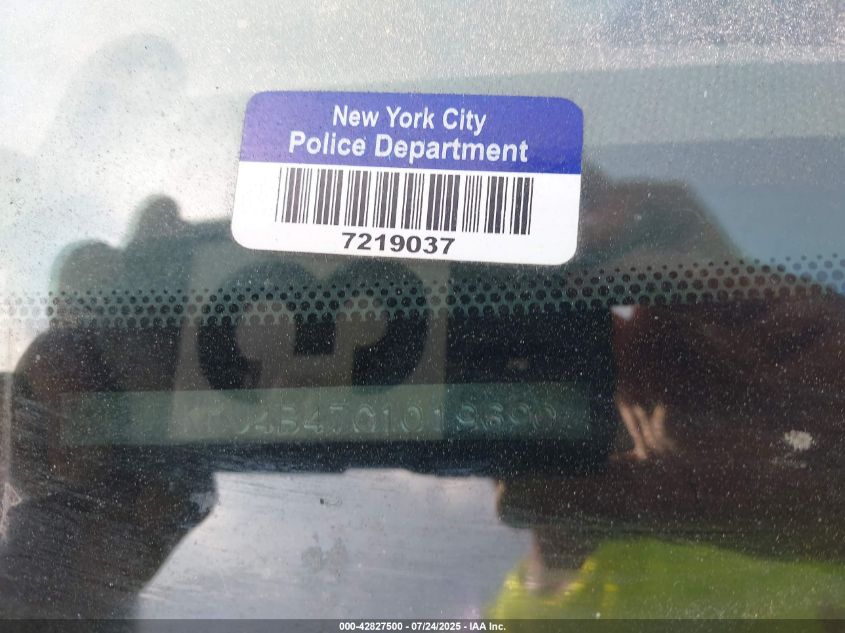 New York City
Police Department
7219037
000-42827500 - 07/24/2025 - IAA Inc.